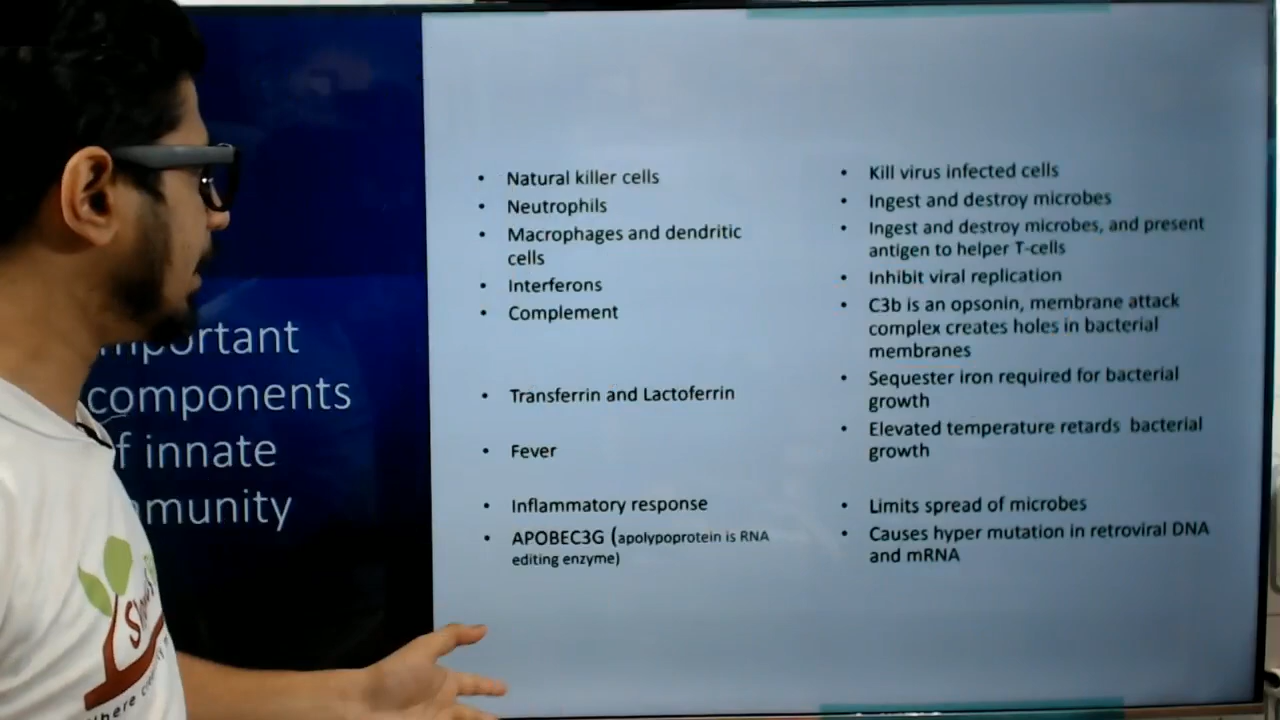 mportant
components
f innate
munity
• Natural killer cells
• Neutrophils
• Macrophages and dendritic
cells
• Interferons
• Complement
• Transferrin and Lactoferrin
• Fever
• Inflammatory response
• APOBEC3G (apolypoprotein is RNA
editing enzyme)
• Kill virus infected cells
• Ingest and destroy microbes
• Ingest and destroy microbes, and present
antigen to helper T-cells
• Inhibit viral replication
• C3b is an opsonin, membrane attack
complex creates holes in bacterial
membranes
• Sequester iron required for bacterial
growth
• Elevated temperature retards bacterial
growth
• Limits spread of microbes
• Causes hyper mutation in retroviral DNA
and mRNA